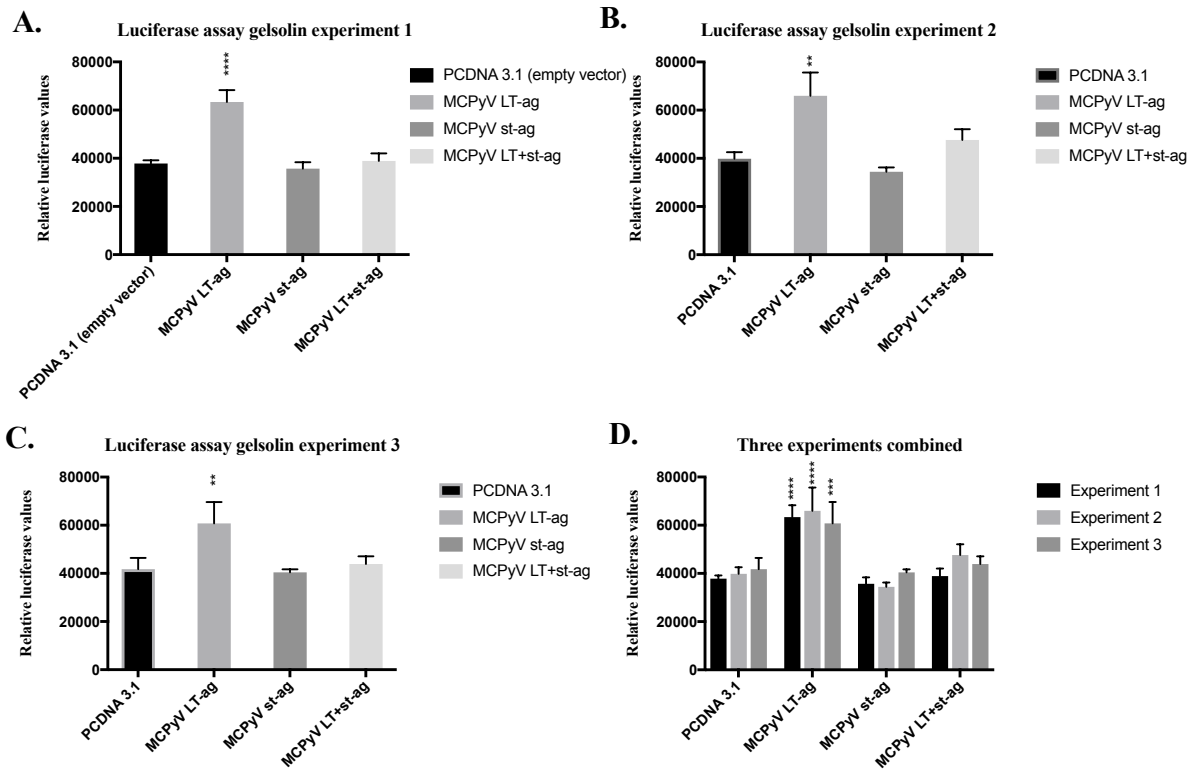 A.
Luciferase assay gelsolin experiment 1
Relative luciferase values
80000
60000
40000
20000
0
****
PCDNA 3.1 (empty vector)
MCPyV LT-ag
MCPyV st-ag
MCPyV LT+st-ag
PCDNA 3.1 (empty vector)
MCPyV LT-ag
MCPyV st-ag
MCPyV LT+st-ag
B.
Luciferase assay gelsolin experiment 2
Relative luciferase values
80000
60000
40000
20000
0
**
PCDNA 3.1
MCPyV LT-ag
MCPyV st-ag
MCPyV LT+st-ag
PCDNA 3.1
MCPyV LT-ag
MCPyV st-ag
MCPyV LT+st-ag
C.
Luciferase assay gelsolin experiment 3
Relative luciferase values
80000
60000
40000
20000
0
**
PCDNA 3.1
MCPyV LT-ag
MCPyV st-ag
MCPyV LT+st-ag
PCDNA 3.1
MCPyV LT-ag
MCPyV st-ag
MCPyV LT+st-ag
D.
Three experiments combined
Relative luciferase values
80000
60000
40000
20000
0
****
****
***
PCDNA 3.1
MCPyV LT-ag
MCPyV st-ag
MCPyV LT+st-ag
Experiment 1
Experiment 2
Experiment 3